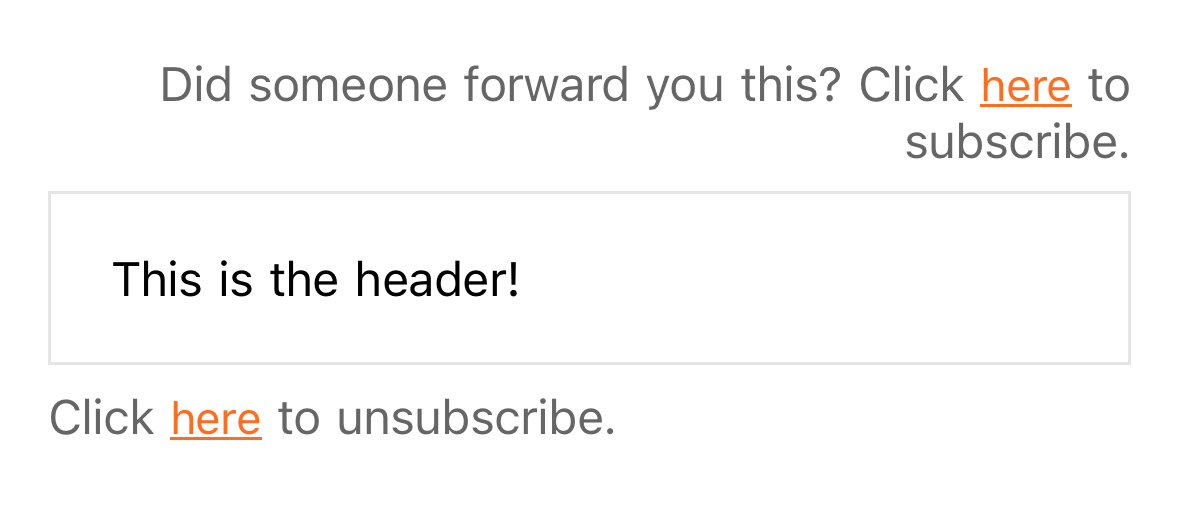 Did someone forward you this? Click here to
subscribe.
This is the header!
Click here to unsubscribe.